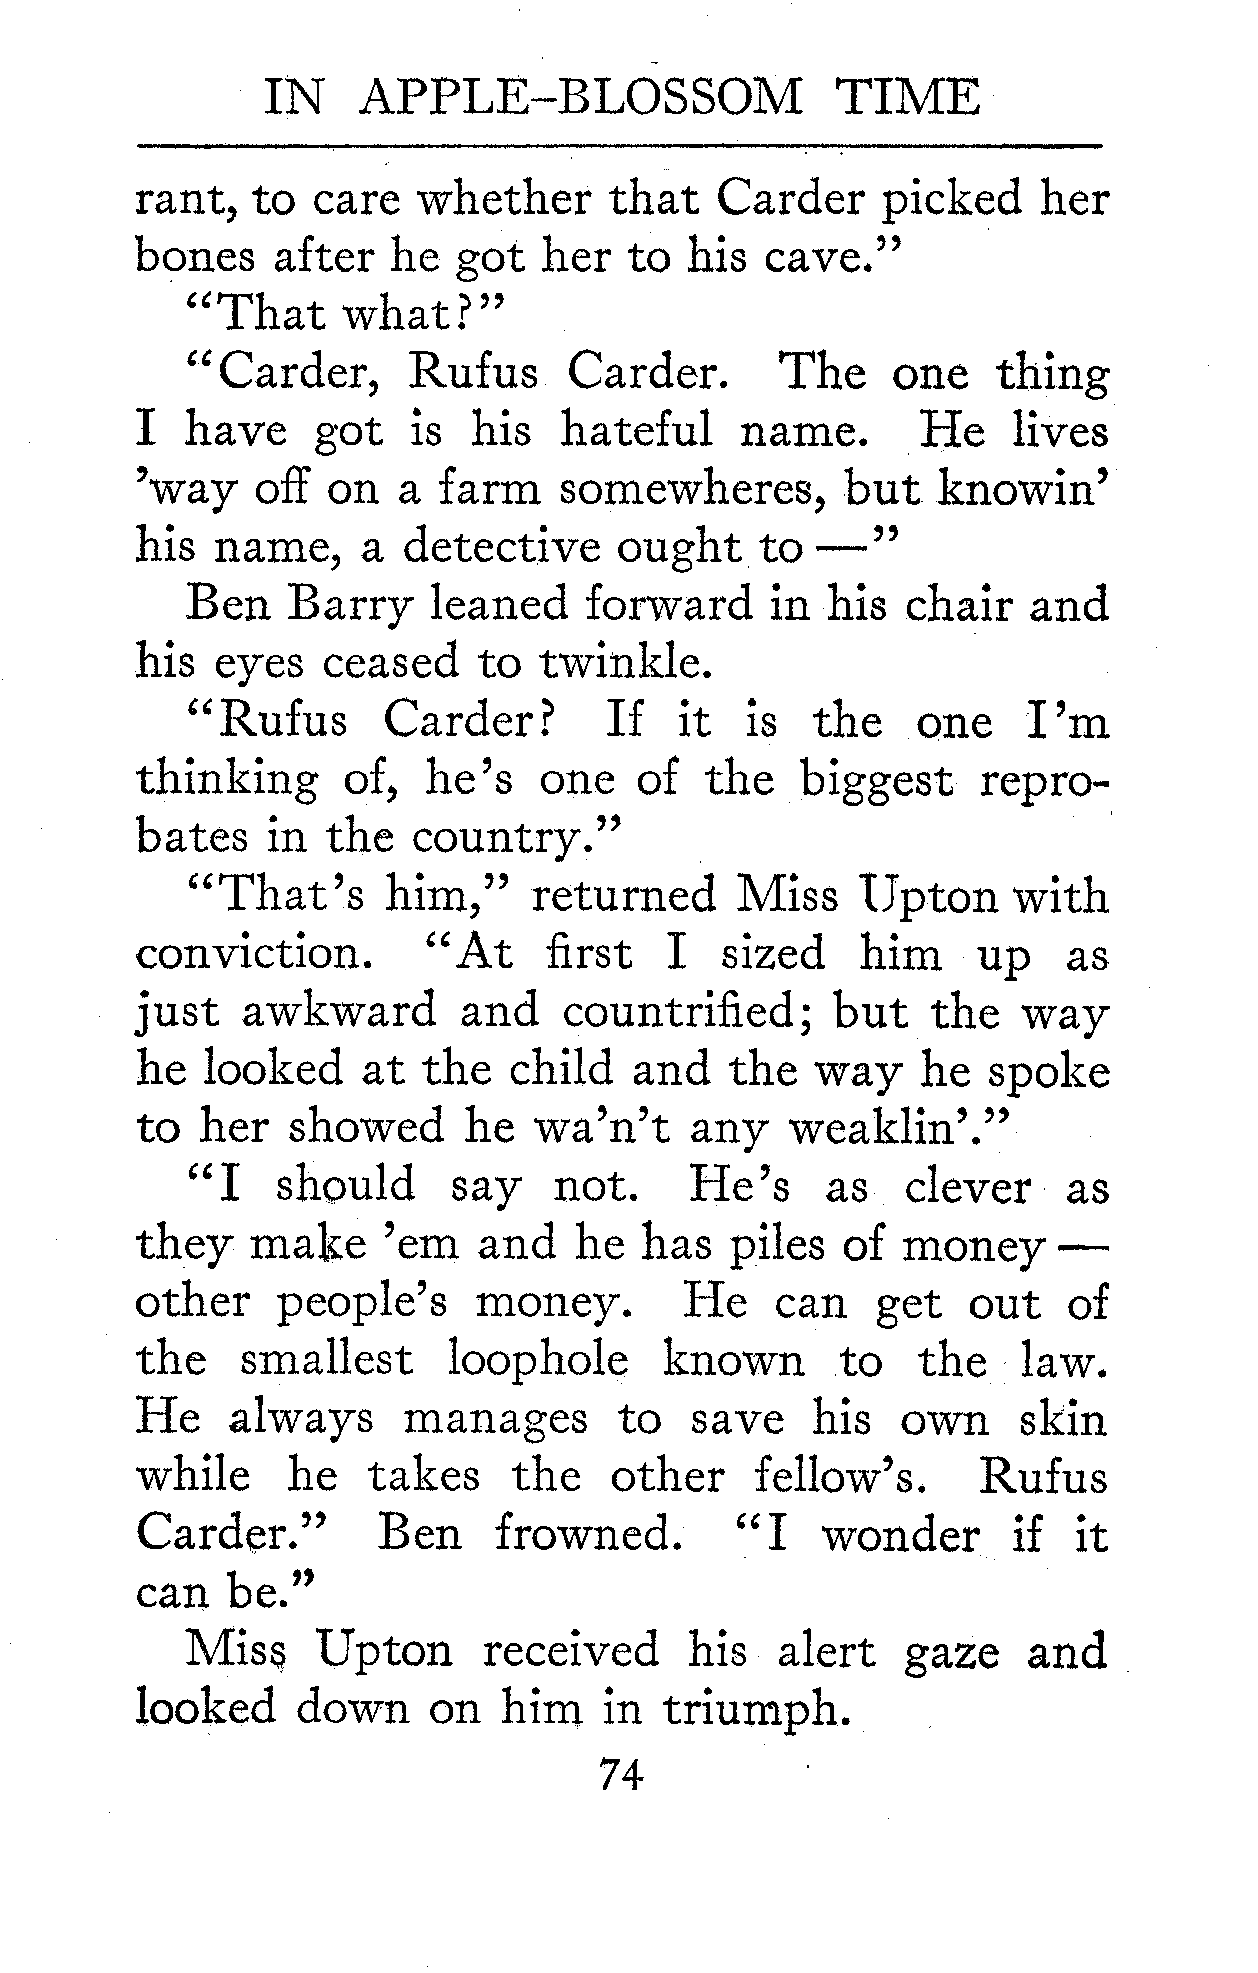 IN APPLE-BLOSSOM TIME
rant, to care whether that Carder picked her
bones after he got her to his cave.”
“That what?”
“Carder, Rufus Carder. The one thing
I have got is his hateful name. He lives
’way off on a farm somewheres, but knowin’
his name, a detective ought to —”
Ben Barry leaned forward in his chair and
his eyes ceased to twinkle.
“Rufus Carder? If it is the one I’m
thinking of, he’s one of the biggest repro-
bates in the country.”
“That’s him,” returned Miss Upton with
conviction. “At first I sized him up as
just awkward and countrified; but the way
he looked at the child and the way he spoke
to her showed he wa’n’t any weaklin’.”
“I should say not. He’s as clever as
they make ’em and he has piles of money —
other people’s money. He can get out of
the smallest loophole known to the law.
He always manages to save his own skin
while he takes the other fellow’s. Rufus
Carder.” Ben frowned. “I wonder if it
can be.”
Miss Upton received his alert gaze and
looked down on him in triumph.
74